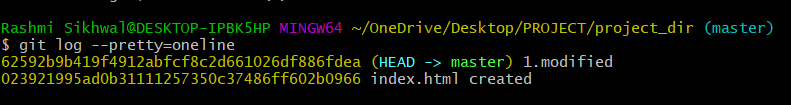 Rashmi Sikhwal@DESKTOP-IPBK5HP MINGW64 ~/OneDrive/Desktop/PROJECT/project_dir (master)
$ git log --pretty=oneline
62592b9b419f4912abfcf8c2d661026df886fdea (HEAD -> master) 1.modified
023921995ad0b31111257350c37486ff602b0966 index.html created